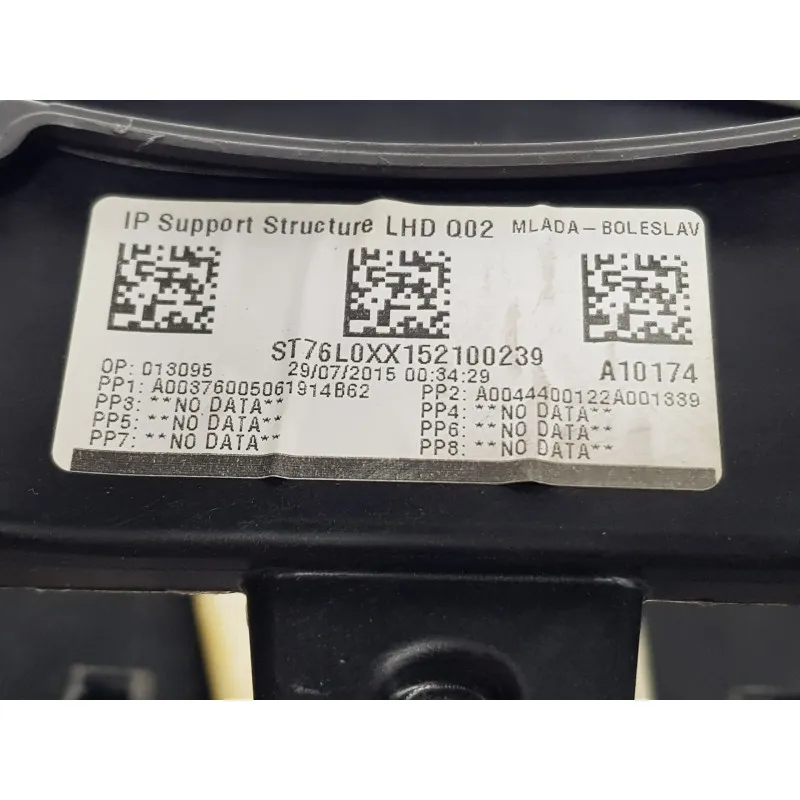 IP Support Structure LHD Q02 MLADA-BOLESLAV
ST76L0XX152100239
OP: 013095 29/07/2015 00:34:29 A10174
PP1: A00376005061914B62 PP2: A0044400122A001339
PP3: **NO DATA** PP4: **NO DATA**
PP5: **NO DATA** PP6: **NO DATA**
PP7: **NO DATA** PP8: **NO DATA**